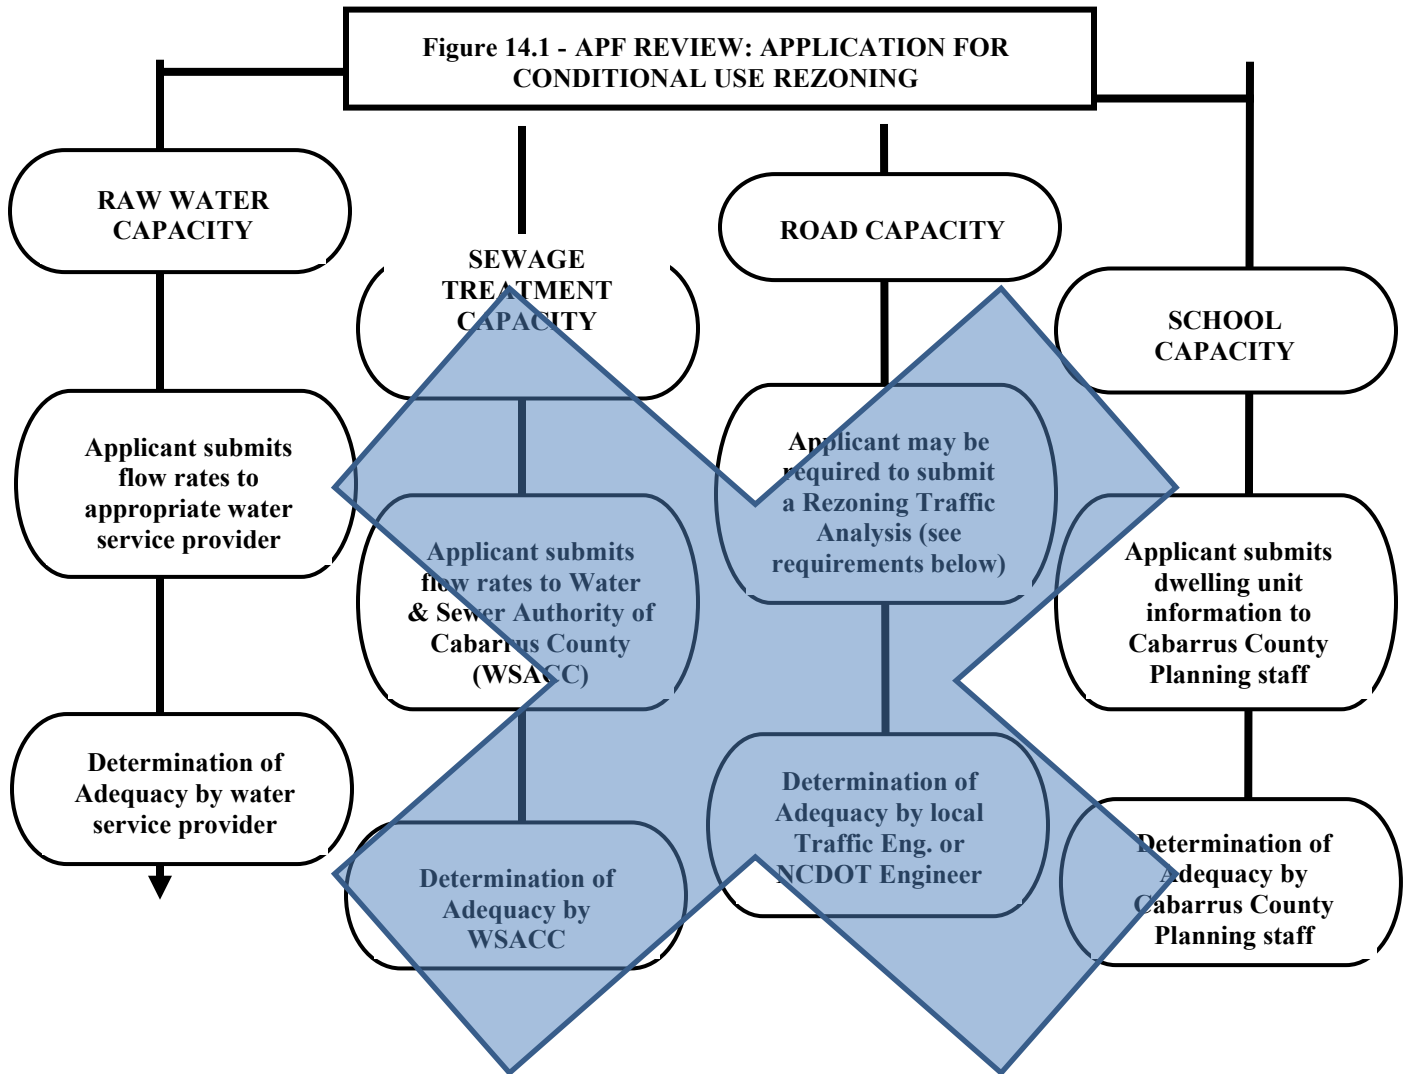 Figure 14.1 - APF REVIEW: APPLICATION FOR
CONDITIONAL USE REZONING
RAW WATER
CAPACITY
Applicant submits
flow rates to
appropriate water
service provider
Determination of
Adequacy by water
service provider
SEWAGE
TREATMENT
CAPACITY
Applicant submits
flow rates to Water
& Sewer Authority of
Cabarrus County
(WSACC)
Determination of
Adequacy by
WSACC
ROAD CAPACITY
Applicant may be
required to submit
a Rezoning Traffic
Analysis (see
requirements below)
Determination of
Adequacy by local
Traffic Eng. or
NCDOT Engineer
SCHOOL
CAPACITY
Applicant submits
dwelling unit
information to
Cabarrus County
Planning staff
Determination of
Adequacy by
Cabarrus County
Planning staff